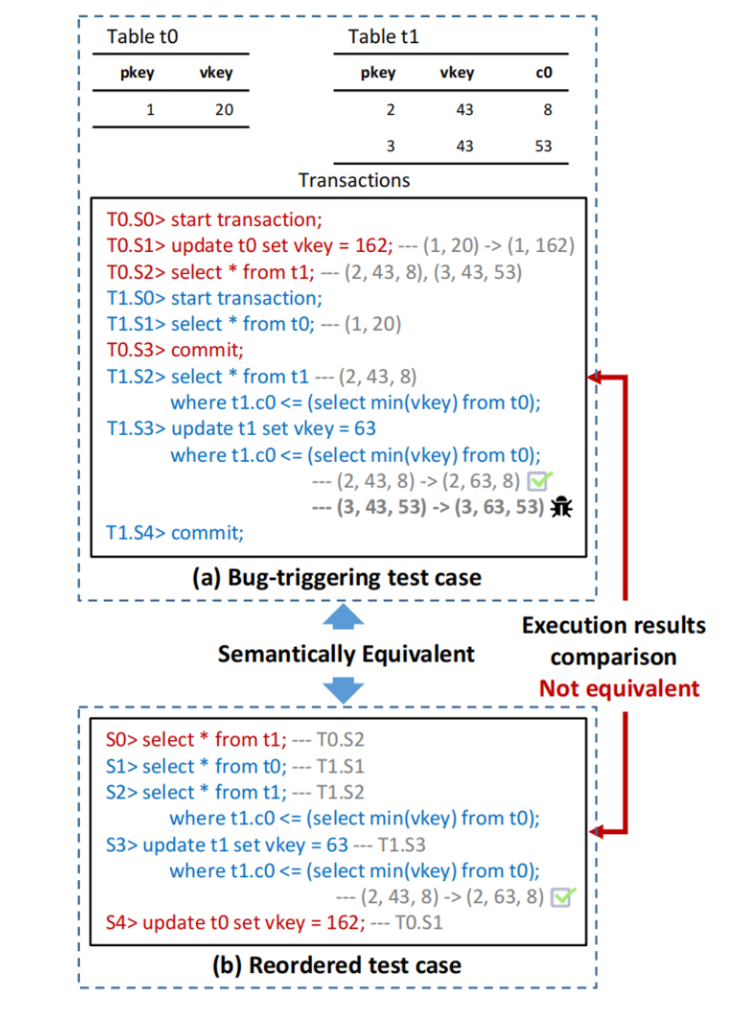 Table t0 Table t1
pkey vkey pkey vkey c0
1 20 2 43 8
3 43 53
Transactions
T0.S0> start transaction;
T0.S1> update t0 set vkey = 162; --- (1, 20) -> (1, 162)
T0.S2> select * from t1; --- (2, 43, 8), (3, 43, 53)
T1.S0> start transaction;
T1.S1> select * from t0; --- (1, 20)
T0.S3> commit;
T1.S2> select * from t1 --- (2, 43, 8)
where t1.c0 <= (select min(vkey) from t0);
T1.S3> update t1 set vkey = 63
where t1.c0 <= (select min(vkey) from t0);
--- (2, 43, 8) -> (2, 63, 8)
--- (3, 43, 53) -> (3, 63, 53)
T1.S4> commit;
(a) Bug-triggering test case
Semantically Equivalent
Execution results
comparison
Not equivalent
S0> select * from t1; --- T0.S2
S1> select * from t0; --- T1.S1
S2> select * from t1; --- T1.S2
where t1.c0 <= (select min(vkey) from t0);
S3> update t1 set vkey = 63 --- T1.S3
where t1.c0 <= (select min(vkey) from t0);
--- (2, 43, 8) -> (2, 63, 8)
S4> update t0 set vkey = 162; --- T0.S1
(b) Reordered test case